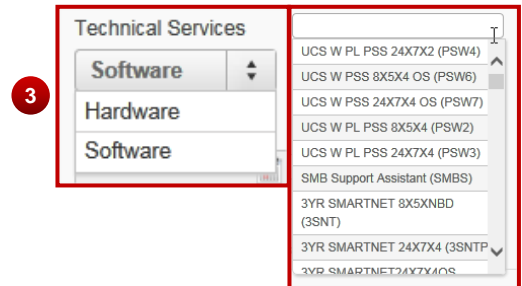 Technical Services
3
Software
Hardware
Software
UCS W PL PSS 24X7X2 (PSW4)
UCS W PSS 8X5X4 OS (PSW6)
UCS W PSS 24X7X4 OS (PSW7)
UCS W PL PSS 8X5X4 (PSW2)
UCS W PL PSS 24X7X4 (PSW3)
SMB Support Assistant (SMBS)
3YR SMARTNET 8X5XNBD
(3SNT)
3YR SMARTNET 24X7X4 (3SNTP
3YR SMARTNET24X7X4OS